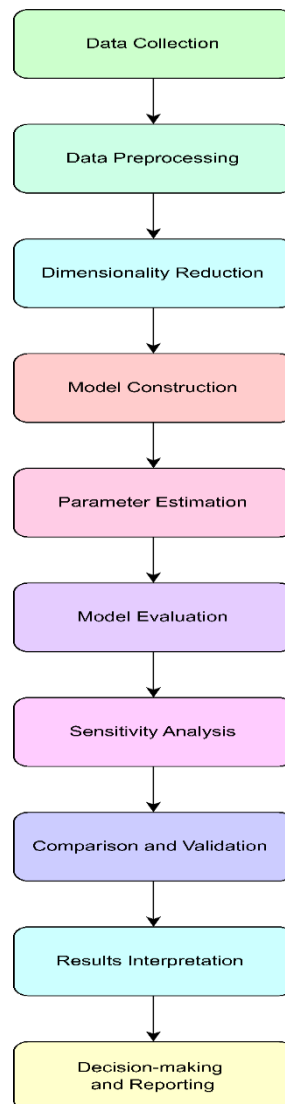 Data Collection
Data Preprocessing
Dimensionality Reduction
Model Construction
Parameter Estimation
Model Evaluation
Sensitivity Analysis
Comparison and Validation
Results Interpretation
Decision-making
and Reporting